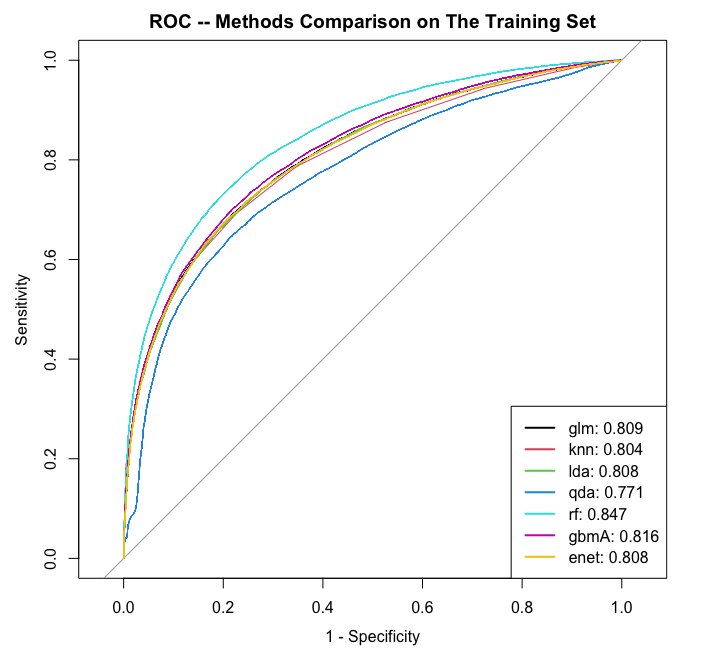 ROC -- Methods Comparison on The Training Set
1.0
0.8
0.6
0.4
0.2
0.0
Sensitivity
glm: 0.809
knn: 0.804
lda: 0.808
qda: 0.771
rf: 0.847
gbmA: 0.816
enet: 0.808
0.0 0.2 0.4 0.6 0.8 1.0
1 - Specificity